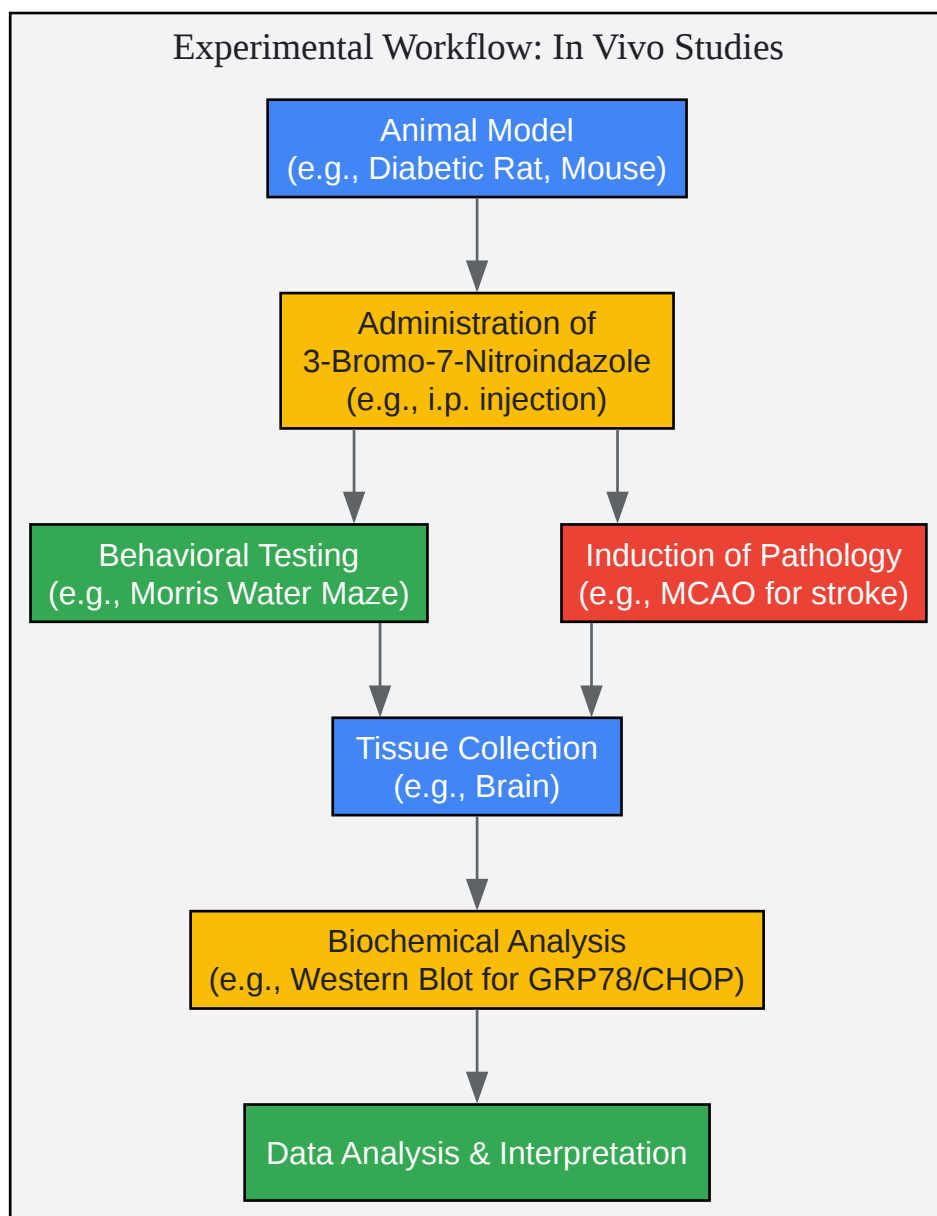 Experimental Workflow: In Vivo Studies
Animal Model
(e.g., Diabetic Rat, Mouse)
Administration of
3-Bromo-7-Nitroindazole
(e.g., i.p. injection)
Behavioral Testing
(e.g., Morris Water Maze)
Induction of Pathology
(e.g., MCAO for stroke)
Tissue Collection
(e.g., Brain)
Biochemical Analysis
(e.g., Western Blot for GRP78/CHOP)
Data Analysis & Interpretation